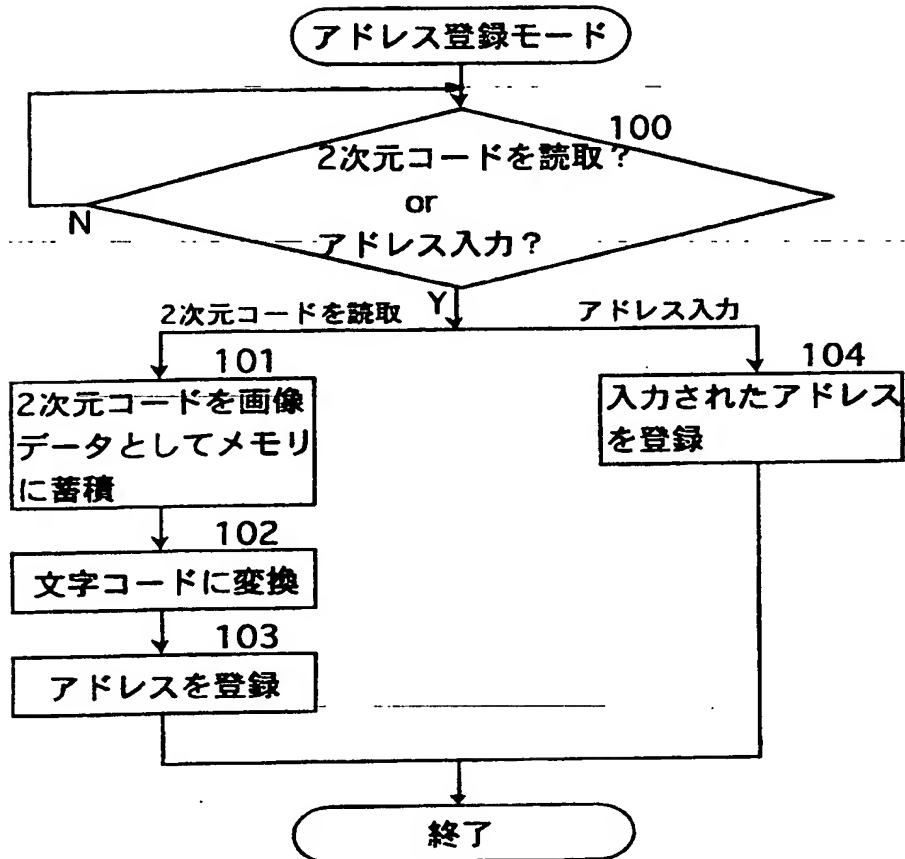 アドレス登録モード
100
2次元コードを読取？
or
アドレス入力？
N
Y
2次元コードを読取
アドレス入力
101
2次元コードを画像
データとしてメモリ
に蓄積
104
入力されたアドレス
を登録
102
文字コードに変換
103
アドレスを登録
終了